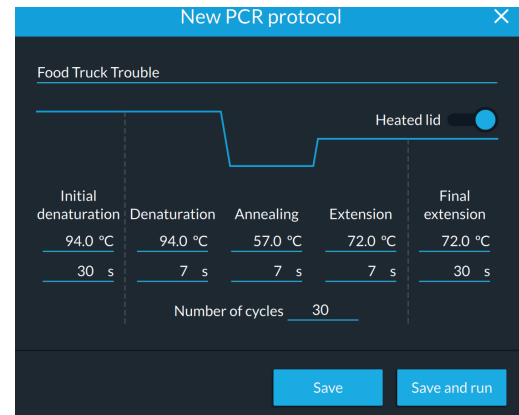 New PCR protocol
Food Truck Trouble
Heated lid
Initial denaturation Denaturation Annealing Extension Final extension
94.0 °C 94.0 °C 57.0 °C 72.0 °C 72.0 °C
30 s 7 s 7 s 7 s 30 s
Number of cycles 30
Save Save and run